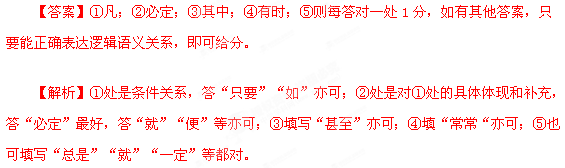 【答案】①凡；②必定；③其中；④有时；⑤则每答对一处 1 分，如有其他答案，只
要能正确表达逻辑语义关系，即可给分。
【解析】①处是条件关系，答“只要”“如”亦可；②处是对①处的具体体现和补充，
答“必定”最好，答“就”“便”等亦可；③填写“甚至”亦可；④填“常常“亦可；⑤也
可填写“总是”“就”“一定”等都对。